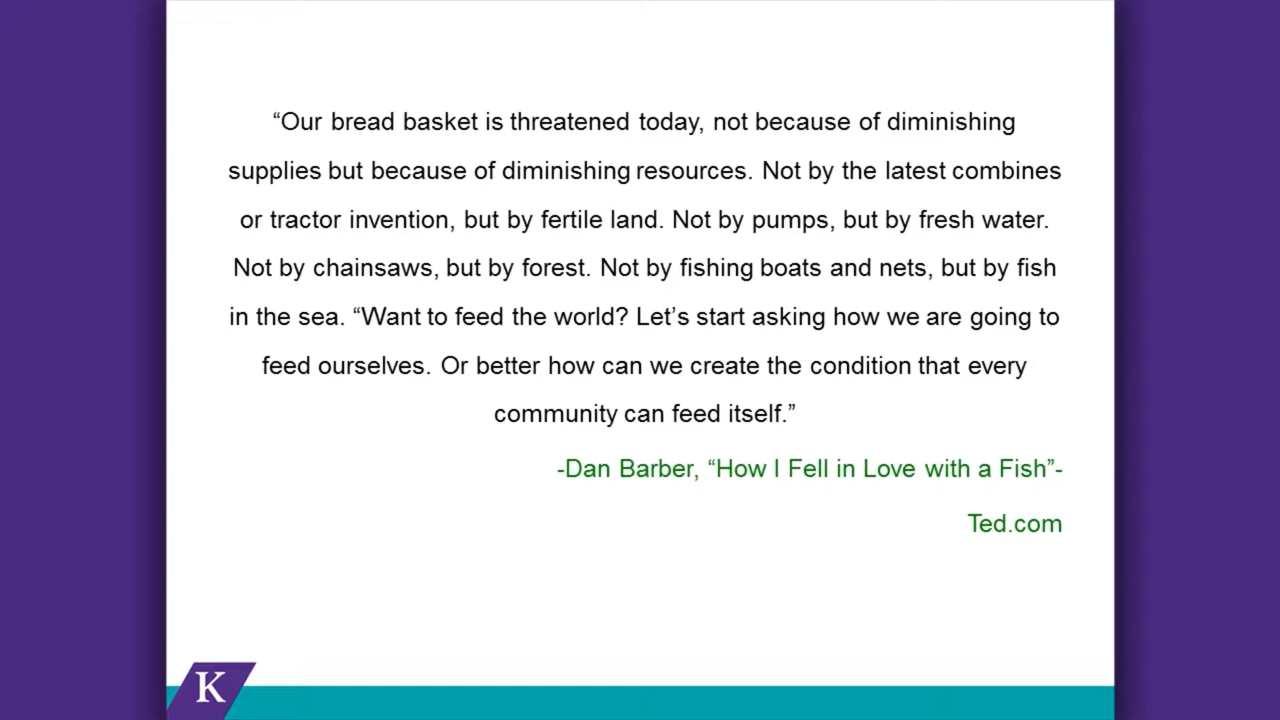 “Our bread basket is threatened today, not because of diminishing
supplies but because of diminishing resources. Not by the latest combines
or tractor invention, but by fertile land. Not by pumps, but by fresh water.
Not by chainsaws, but by forest. Not by fishing boats and nets, but by fish
in the sea. “Want to feed the world? Let’s start asking how we are going to
feed ourselves. Or better how can we create the condition that every
community can feed itself.”
-Dan Barber, “How I Fell in Love with a Fish”-
Ted.com
K